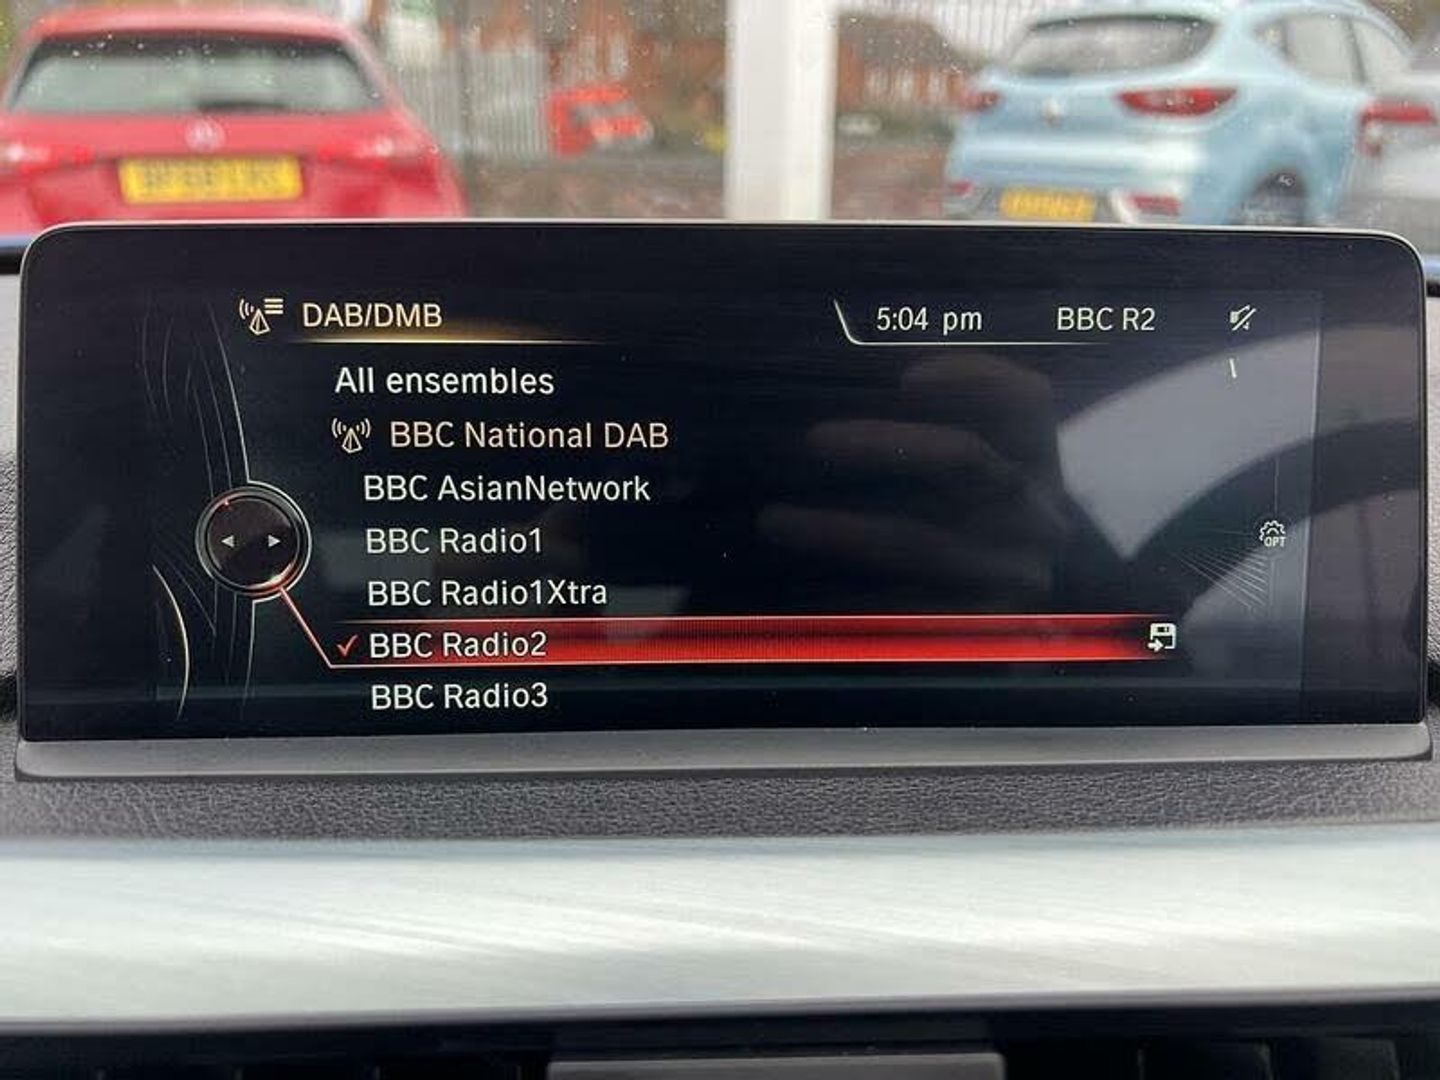 DAB/DMB
5:04 pm BBC R2
All ensembles
BBC National DAB
BBC AsianNetwork
BBC Radio1
BBC Radio1Xtra
BBC Radio2
BBC Radio3
OPT